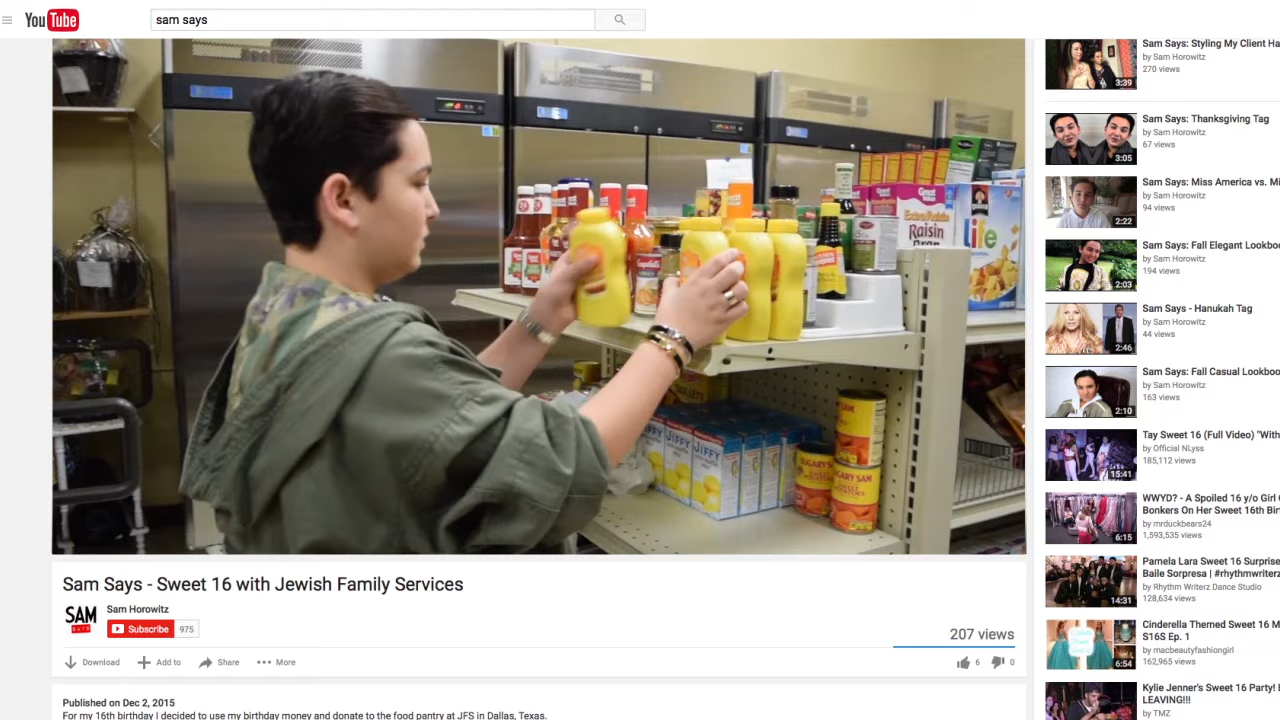 YouTube
sam says
JIFFY
JIFFY
JIFFY
SAM
Great Value
Extra Raisin
Raisin
Bran
life
SUGARY SAM
SUGARY SAM
Sam Says - Sweet 16 with Jewish Family Services
SAM
SAYS
Sam Horowitz
Subscribe 975
207 views
Download Add to Share More
6 0
Published on Dec 2, 2015
For my 16th birthday I decided to use my birthday money and donate to the food pantry at JFS in Dallas, Texas.
Sam Says: Styling My Client Ha
by Sam Horowitz
270 views
3:39
Sam Says: Thanksgiving Tag
by Sam Horowitz
67 views
3:05
Sam Says: Miss America vs. Mi
by Sam Horowitz
94 views
2:22
Sam Says: Fall Elegant Lookboo
by Sam Horowitz
194 views
2:03
Sam Says - Hanukah Tag
by Sam Horowitz
44 views
2:46
Sam Says: Fall Casual Lookboo
by Sam Horowitz
163 views
2:10
Tay Sweet 16 (Full Video) "With
by Official NLyss
185,112 views
15:41
WWYD? - A Spoiled 16 y/o Girl G
Bonkers On Her Sweet 16th Birt
by mrduckbears24
1,593,535 views
6:15
Pamela Lara Sweet 16 Surprise
Baile Sorpresa | #rhythmwriterz
by Rhythm Writerz Dance Studio
128,634 views
14:31
Cinderella Themed Sweet 16 M
S16S Ep. 1
by macbeautyfashiongirl
162,965 views
6:54
Kylie Jenner's Sweet 16 Party!
LEAVING!!!
by TMZ